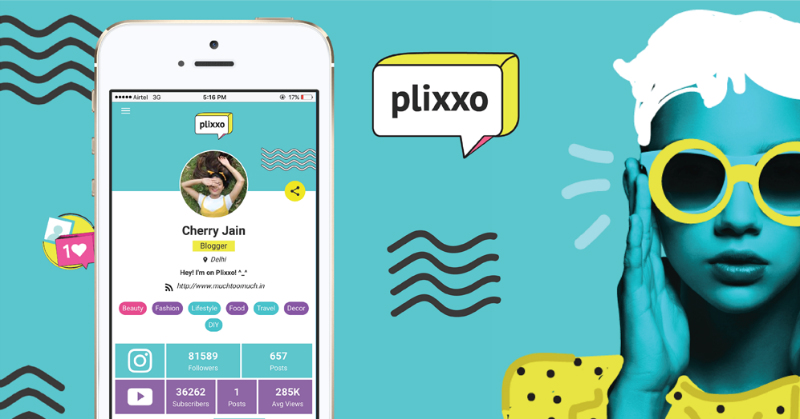 Airtel 3G 5:16 PM 17%
plixxo
plixxo
Cherry Jain
Blogger
Delhi
Hey! I'm on Plixxo! ^_^
http://www.muchtoomuch.in
Beauty Fashion Lifestyle Food Travel Decor
DIY
1
81589 657
Followers Posts
36262 1 285K
Subscribers Posts Avg Views